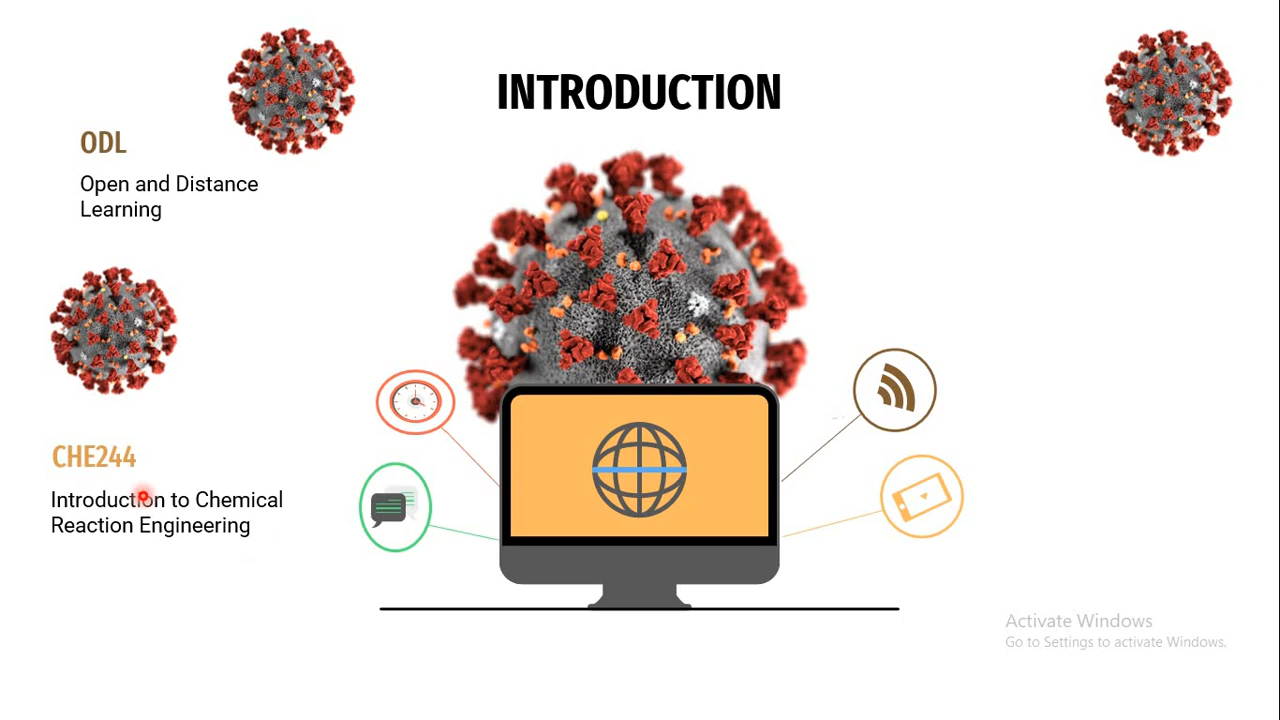 INTRODUCTION
ODL
Open and Distance
Learning
CHE244
Introduction to Chemical
Reaction Engineering
Activate Windows
Go to Settings to activate Windows.